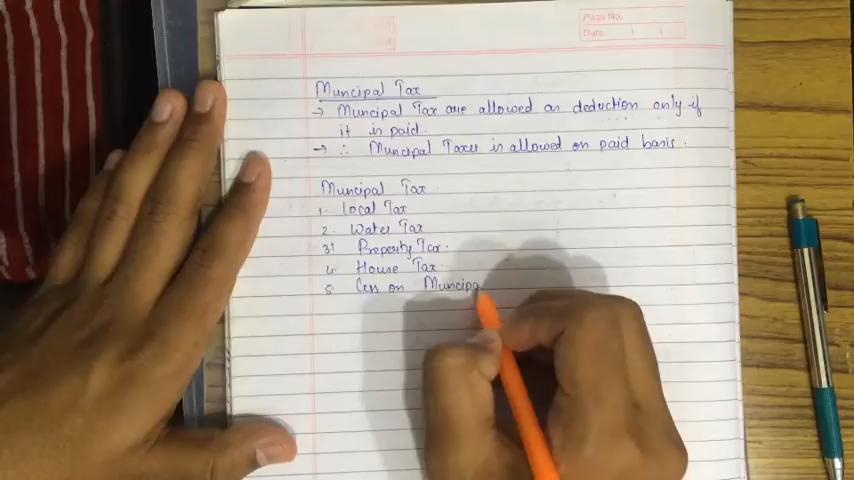 Page No.
Date
Muncipal Tax
→ Muncipal Tax are allowed as deduction only if
it is paid.
→ ∴ Muncipal Taxes is allowed on paid basis.
Muncipal Tax
1. Local Tax
2. Water Tax
3. Property Tax.
4. House Tax
5 Cess on Muncipa